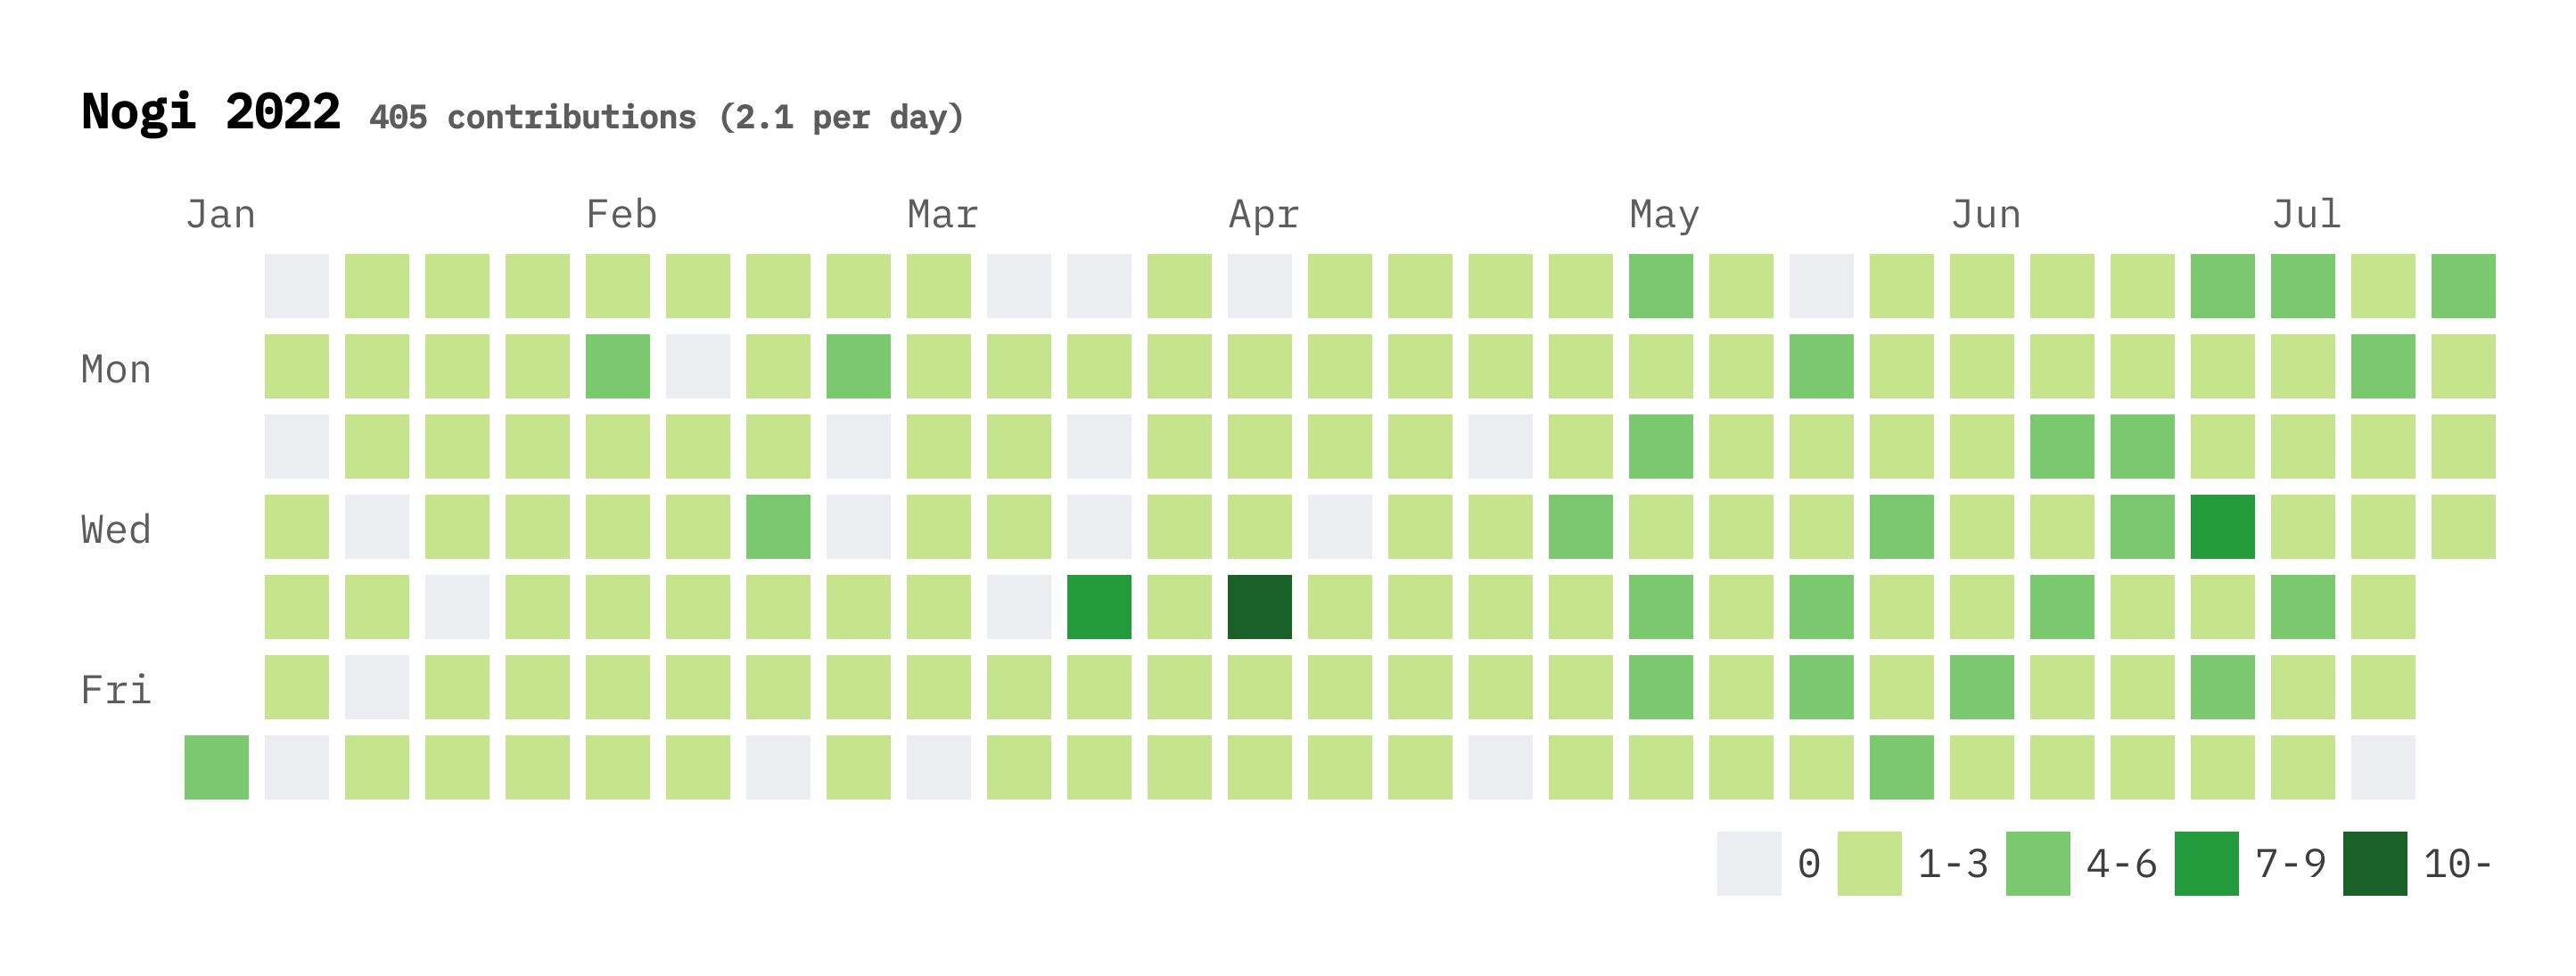 Nogi 2022 405 contributions (2.1 per day)
Jan Feb Mar Apr May Jun Jul
Mon
Wed
Fri
0 1-3 4-6 7-9 10-